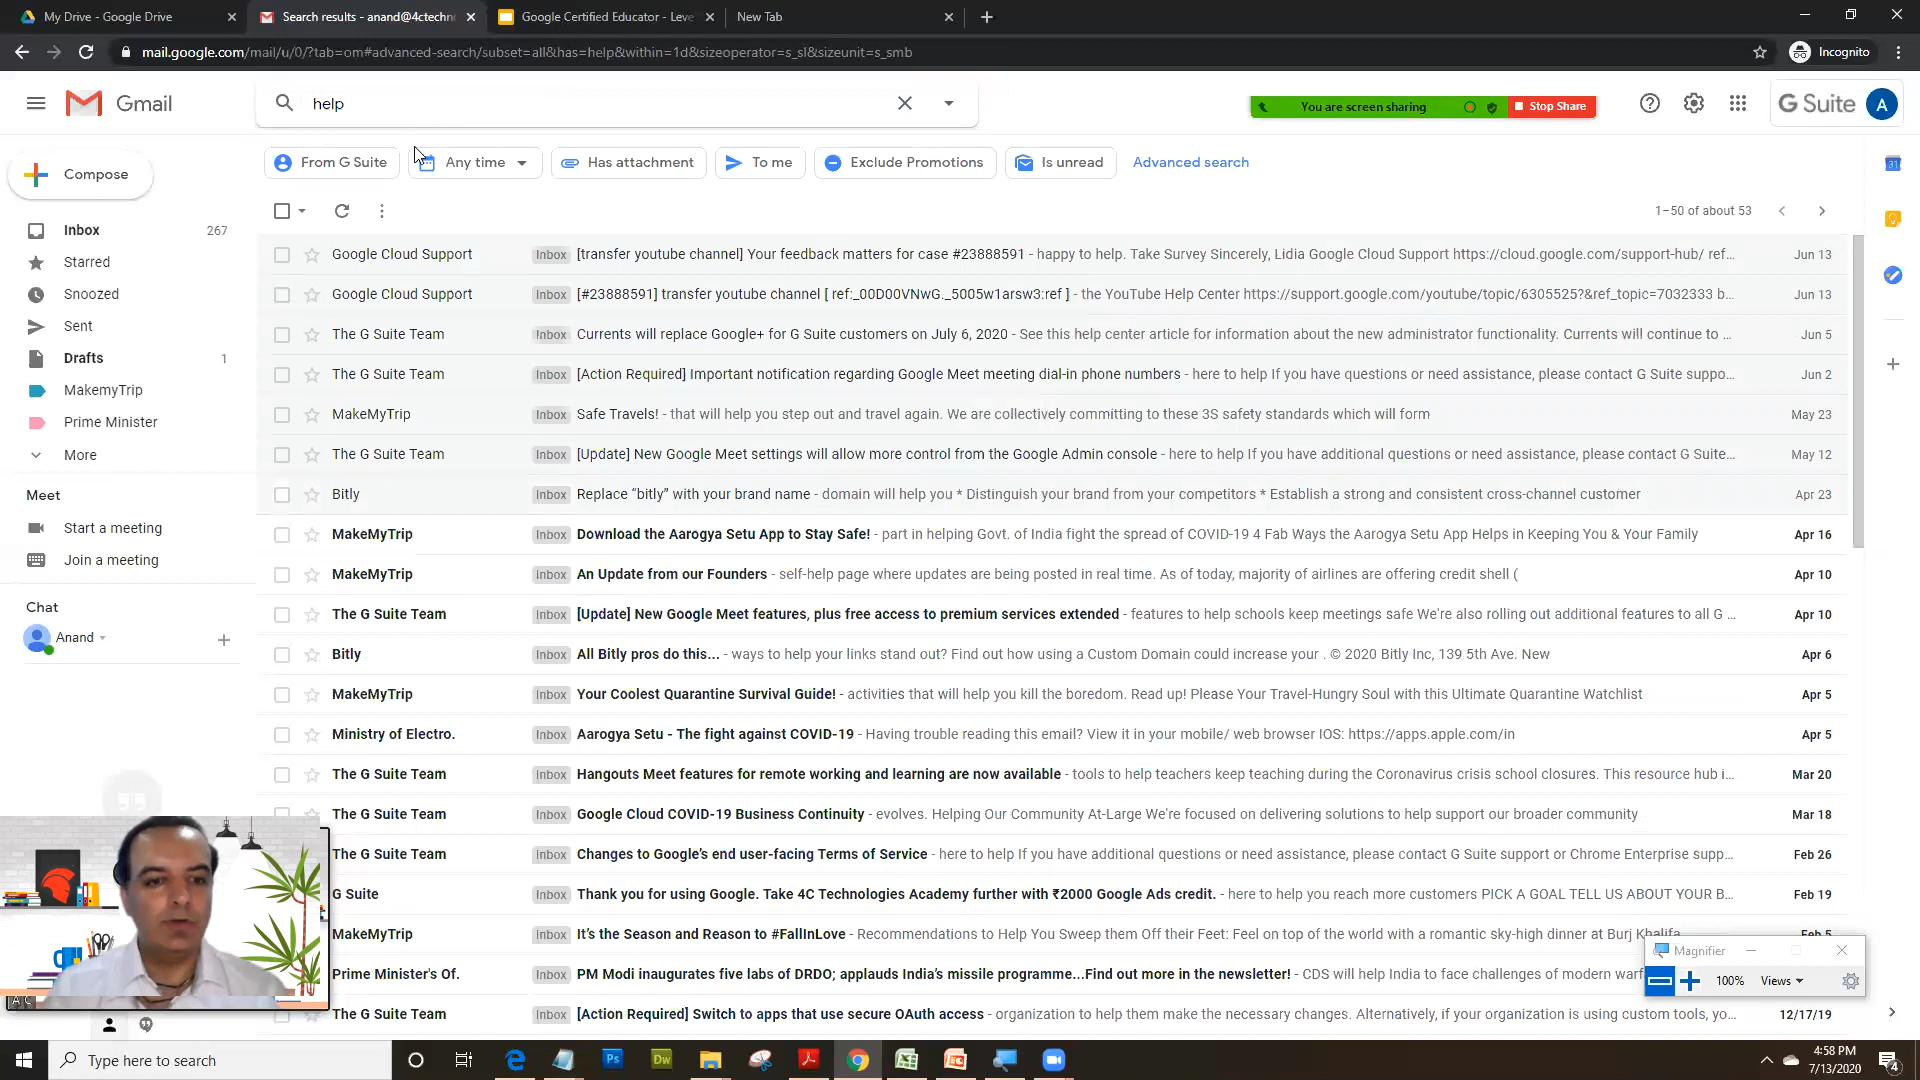 My Drive - Google Drive
Search results - anand@4ctechn
Google Certified Educator - Leve
New Tab
mail.google.com/mail/u/0/?tab=om#advanced-search/subset=all&has=help&within=1d&sizeoperator=s_sl&sizeunit=s_smb
Incognito
Gmail
help
You are screen sharing
Stop Share
G Suite
A
Compose
From G Suite
Any time
Has attachment
To me
Exclude Promotions
Is unread
Advanced search
1–50 of about 53
Inbox 267
Starred
Snoozed
Sent
Drafts 1
MakemyTrip
Prime Minister
More
Meet
Start a meeting
Join a meeting
Chat
Anand
31
Google Cloud Support Inbox [transfer youtube channel] Your feedback matters for case #23888591 - happy to help. Take Survey Sincerely, Lidia Google Cloud Support https://cloud.google.com/support-hub/ ref... Jun 13
Google Cloud Support Inbox [#23888591] transfer youtube channel [ ref:_00D00VNwG._5005w1arsw3:ref ] - the YouTube Help Center https://support.google.com/youtube/topic/6305525?&ref_topic=7032333 b... Jun 13
The G Suite Team Inbox Currents will replace Google+ for G Suite customers on July 6, 2020 - See this help center article for information about the new administrator functionality. Currents will continue to ... Jun 5
The G Suite Team Inbox [Action Required] Important notification regarding Google Meet meeting dial-in phone numbers - here to help If you have questions or need assistance, please contact G Suite suppo... Jun 2
MakeMyTrip Inbox Safe Travels! - that will help you step out and travel again. We are collectively committing to these 3S safety standards which will form May 23
The G Suite Team Inbox [Update] New Google Meet settings will allow more control from the Google Admin console - here to help If you have additional questions or need assistance, please contact G Suite... May 12
Bitly Inbox Replace “bitly” with your brand name - domain will help you * Distinguish your brand from your competitors * Establish a strong and consistent cross-channel customer Apr 23
MakeMyTrip Inbox Download the Aarogya Setu App to Stay Safe! - part in helping Govt. of India fight the spread of COVID-19 4 Fab Ways the Aarogya Setu App Helps in Keeping You & Your Family Apr 16
MakeMyTrip Inbox An Update from our Founders - self-help page where updates are being posted in real time. As of today, majority of airlines are offering credit shell ( Apr 10
The G Suite Team Inbox [Update] New Google Meet features, plus free access to premium services extended - features to help schools keep meetings safe We're also rolling out additional features to all G ... Apr 10
Bitly Inbox All Bitly pros do this... - ways to help your links stand out? Find out how using a Custom Domain could increase your . © 2020 Bitly Inc, 139 5th Ave. New Apr 6
MakeMyTrip Inbox Your Coolest Quarantine Survival Guide! - activities that will help you kill the boredom. Read up! Please Your Travel-Hungry Soul with this Ultimate Quarantine Watchlist Apr 5
Ministry of Electro. Inbox Aarogya Setu - The fight against COVID-19 - Having trouble reading this email? View it in your mobile/ web browser IOS: https://apps.apple.com/in Apr 5
The G Suite Team Inbox Hangouts Meet features for remote working and learning are now available - tools to help teachers keep teaching during the Coronavirus crisis school closures. This resource hub i... Mar 20
The G Suite Team Inbox Google Cloud COVID-19 Business Continuity - evolves. Helping Our Community At-Large We're focused on delivering solutions to help support our broader community Mar 18
The G Suite Team Inbox Changes to Google’s end user-facing Terms of Service - here to help If you have additional questions or need assistance, please contact G Suite support or Chrome Enterprise supp... Feb 26
G Suite Inbox Thank you for using Google. Take 4C Technologies Academy further with ₹2000 Google Ads credit. - here to help you reach more customers PICK A GOAL TELL US ABOUT YOUR B... Feb 19
MakeMyTrip Inbox It’s the Season and Reason to #FallInLove - Recommendations to Help You Sweep them Off their Feet: Feel on top of the world with a romantic sky-high dinner at Burj Khalifa Feb 5
Prime Minister's Of. Inbox PM Modi inaugurates five labs of DRDO; applauds India's missile programme...Find out more in the newsletter! - CDS will help India to face challenges of modern warf
The G Suite Team Inbox [Action Required] Switch to apps that use secure OAuth access - organization to help them make the necessary changes. Alternatively, if your organization is using custom tools, yo... 12/17/19
Magnifier
100% Views
A C
Type here to search
Ps
Dw
4:58 PM
7/13/2020
4